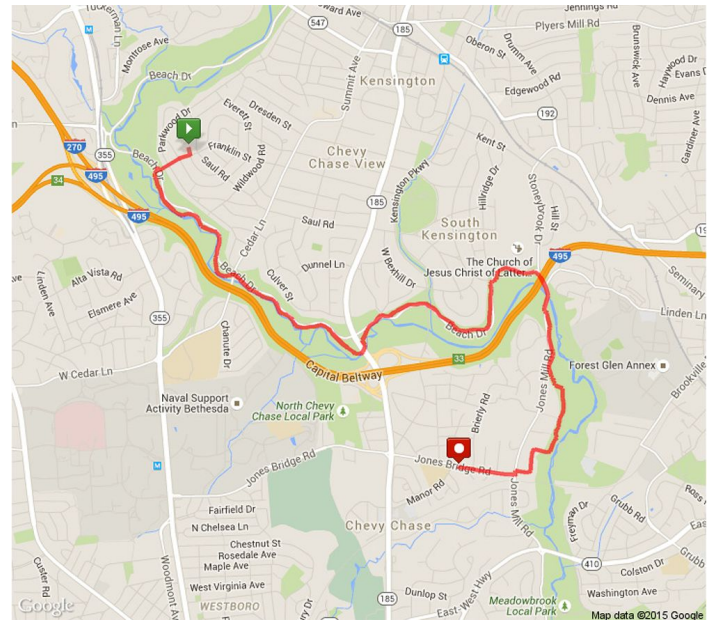 Tuckerman Ln
Montrose Ave
547
ward Ave
185
Jennings Rd
Plyers Mill Rd
Oberon St
Drumm Ave
Kensington
Summit Ave
Edgewood Rd
Brunswick Ave
Haywood Dr
Evans D
Dennis Ave
Beach Dr
Dresden St
Everett St
Parkwood Dr
192
Gardiner Ave
Franklin St
Saul Rd
Wildwood Rd
Chevy
Chase View
Kent St
270
355
495
34
495
Beach Dr
185
Kensington Pkwy
Hillridge Dr
Stoneybrook Dr
Hill St
19
Cedar Ln
Saul Rd
South
Kensington
495
Alta Vista Rd
Linden Ave
Elsmere Ave
Beach Dr
Culver St
Dunnel Ln
W Bexhill Dr
The Church of
Jesus Christ of Latter...
Seminary
Linden Ln
355
Chanute Dr
Beach Dr
33
Jones Mill Rd
Forest Glen Annex
Brookville
W Cedar Ln
Capital Beltway
Naval Support
Activity Bethesda
North Chevy
Chase Local Park
Brierly Rd
M
Jones Bridge Rd
Jones Bridge Rd
Manor Rd
Jones Mill Rd
Fairfield Dr
N Chelsea Ln
Chevy Chase
Freyman Dr
Grubb Rd
Ross
Chestnut St
Rosedale Ave
Maple Ave
410
Colston Dr
Grubb
Custer Rd
Woodmont Ave
West Virginia Ave
WESTBORO
Dunlop St
East-West Hwy
Washington Ave
Meadowbrook
Local Park
185
Google
Map data ©2015 Google